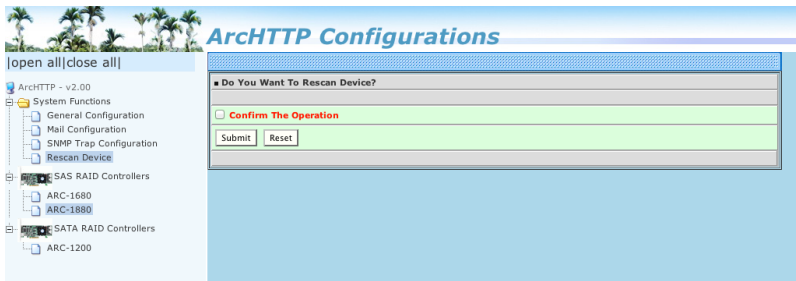 ArcHTTP Configurations
|open all|close all|
ArcHTTP - v2.00
System Functions
General Configuration
Mail Configuration
SNMP Trap Configuration
Rescan Device
SAS RAID Controllers
ARC-1680
ARC-1880
SATA RAID Controllers
ARC-1200
Do You Want To Rescan Device?
Confirm The Operation
Submit Reset